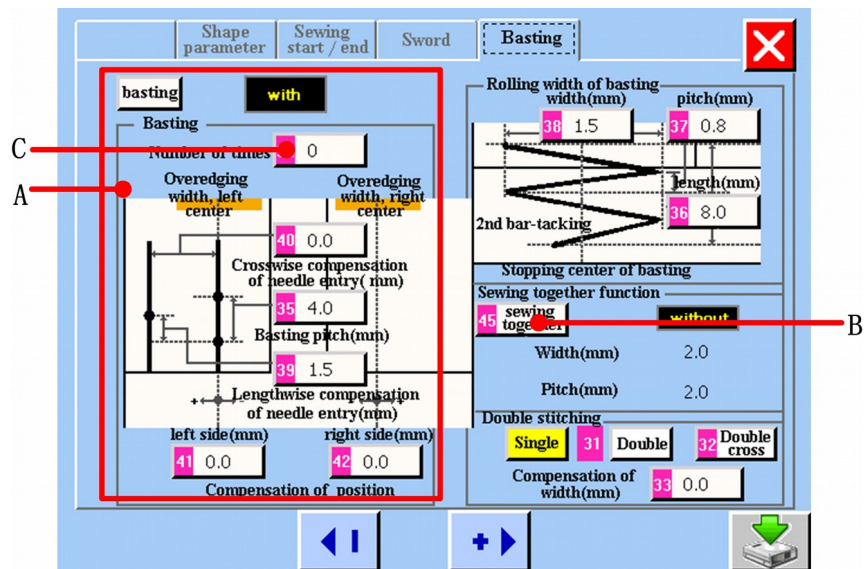 Shape
parameter
Sewing
start / end
Sword
Basting
basting
with
Basting
Number of times
0
Overedging
width, left
center
Overedging
width, right
center
40 0.0
Crosswise compensation
of needle entry( mm)
35 4.0
Basting pitch(mm)
39 1.5
Lengthwise compensation
of needle entry(mm)
left side(mm)
right side(mm)
41 0.0
42 0.0
Compensation of position
Rolling width of basting
width(mm)
pitch(mm)
38 1.5
37 0.8
length(mm)
36 8.0
2nd bar-tacking
Stopping center of basting
Sewing together function
45 sewing
together
without
Width(mm) 2.0
Pitch(mm) 2.0
Double stitching
Single
31 Double
32 Double
cross
Compensation of
width(mm)
33 0.0
C
A
B